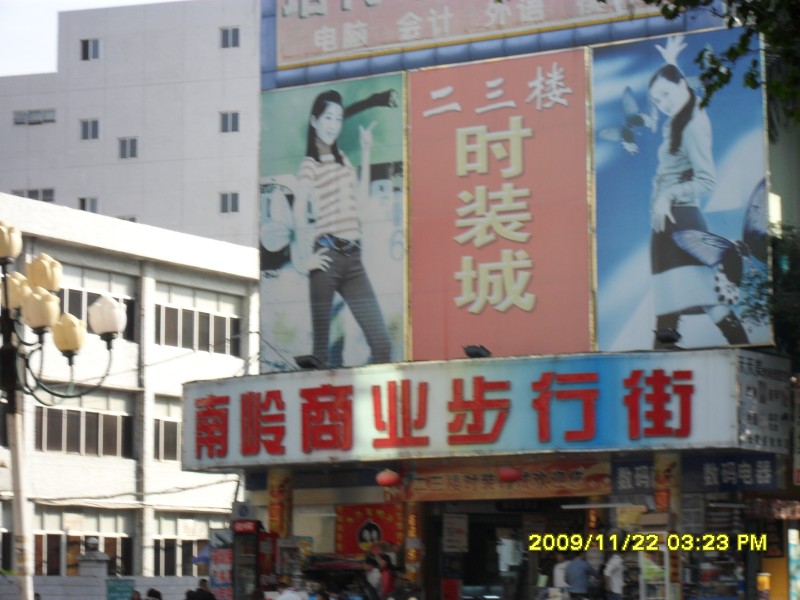 电脑 会计 外语
二三楼
时装城
南岭商业步行街
数码
数码电器
2009/11/22 03:23 PM